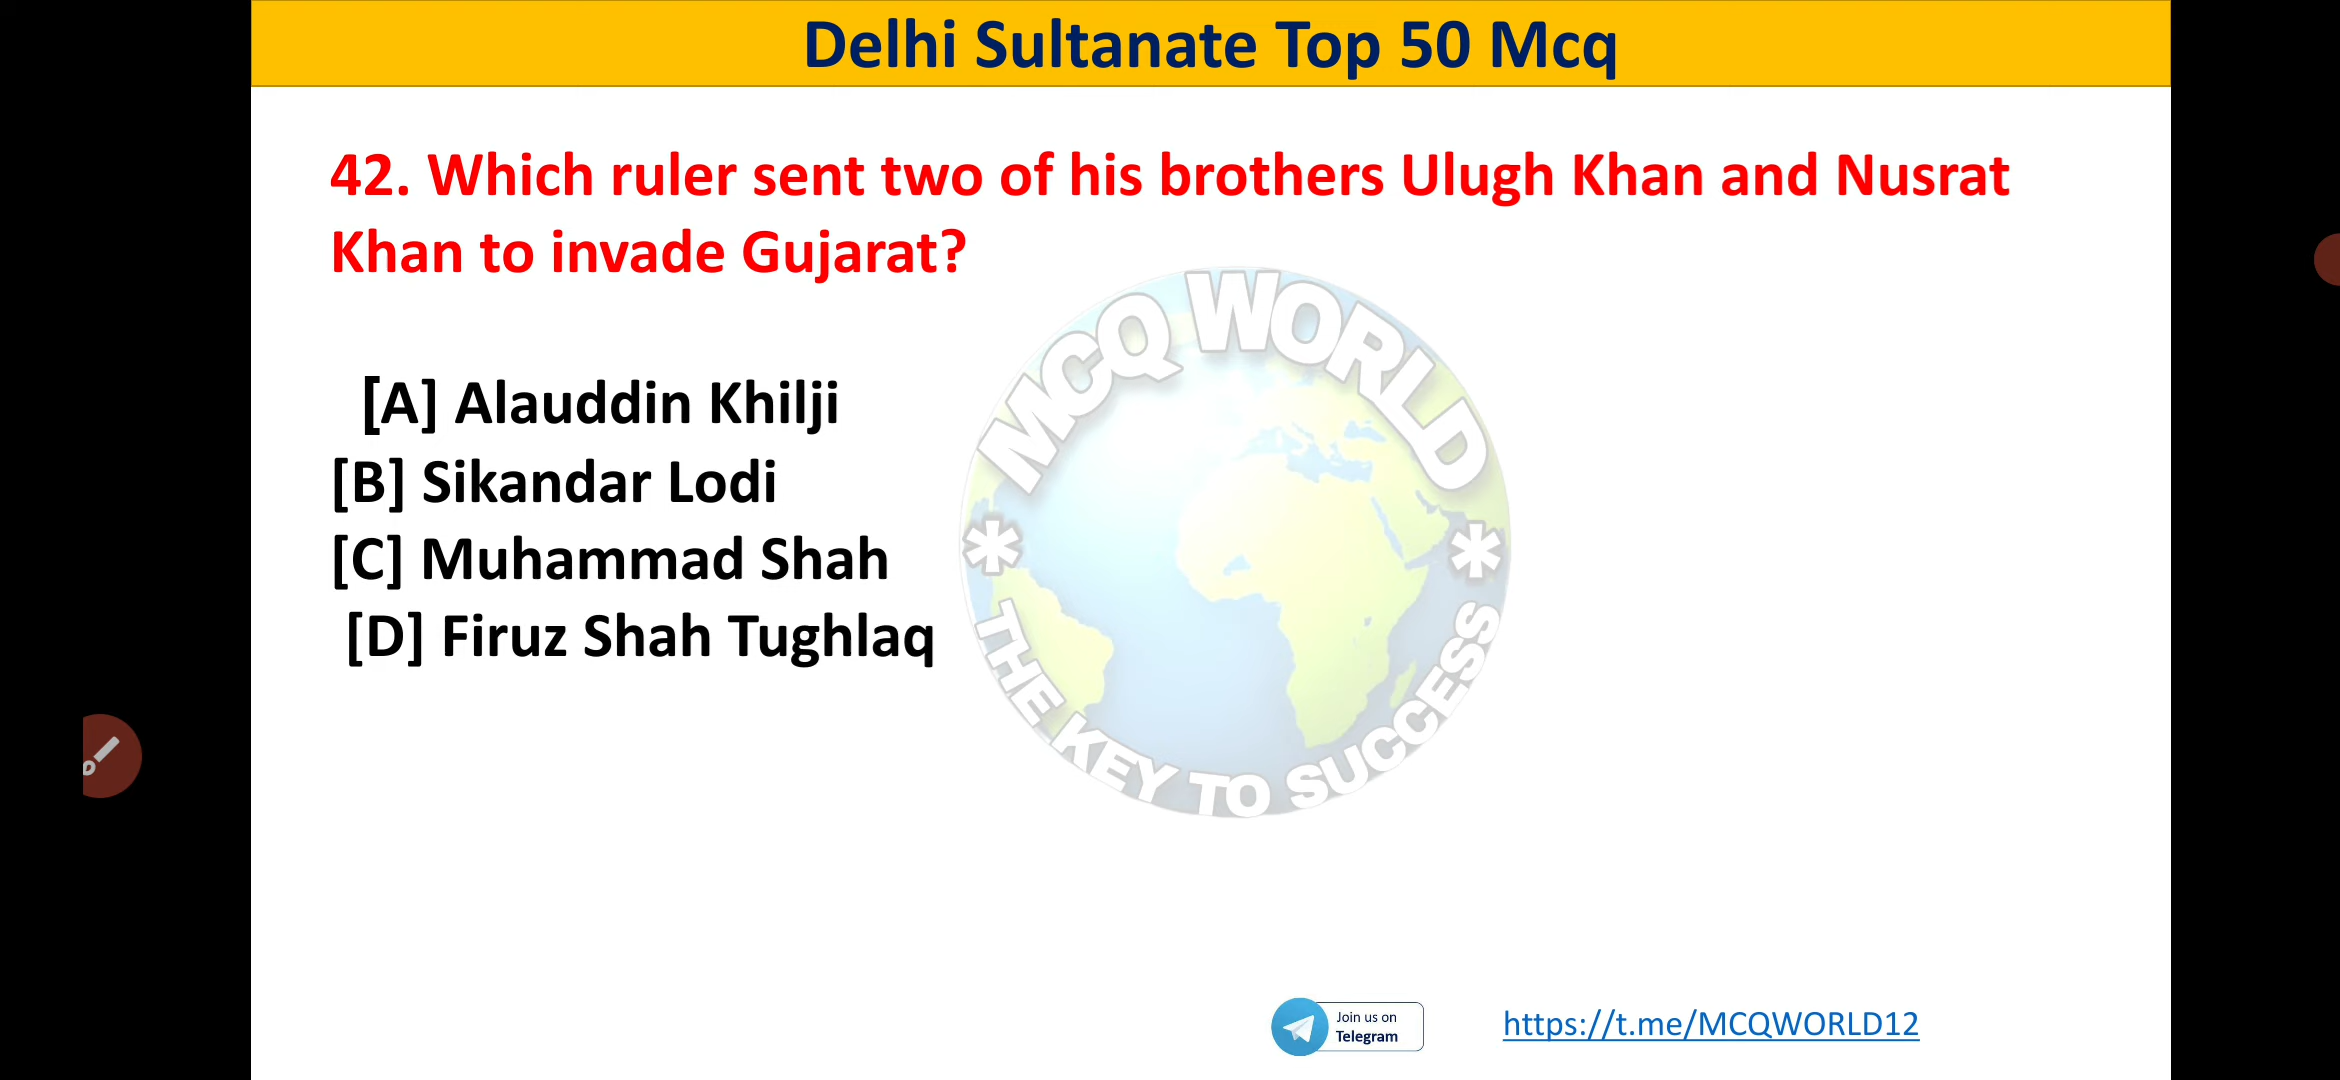 Delhi Sultanate Top 50 Mcq
42. Which ruler sent two of his brothers Ulugh Khan and Nusrat
Khan to invade Gujarat?
[A] Alauddin Khilji
[B] Sikandar Lodi
[C] Muhammad Shah
[D] Firuz Shah Tughlaq
MCQ WORLD
* *
THE KEY TO SUCCESS
Join us on
Telegram
https://t.me/MCQWORLD12